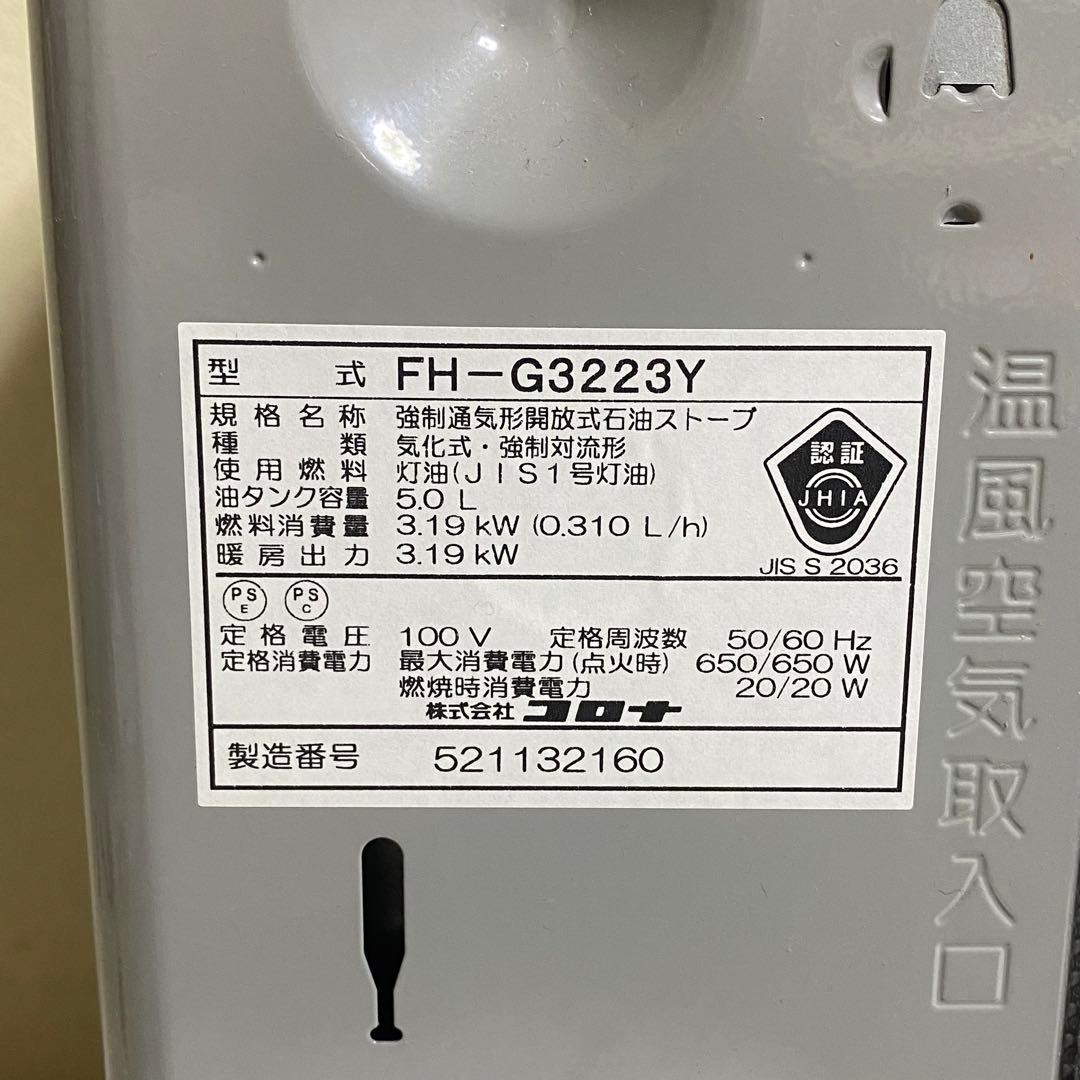 型式 FH-G3223Y
規格名称 強制通気形開放式石油ストーブ
種類 気化式・強制対流形
使用燃料 灯油(JIS1号灯油)
油タンク容量 5.0 L
燃料消費量 3.19 kW (0.310 L/h)
暖房出力 3.19 kW
認証
JHIA
JIS S 2036
PS E PS C
定格電圧 100 V 定格周波数 50/60 Hz
定格消費電力 最大消費電力(点火時) 650/650 W
燃焼時消費電力 20/20 W
株式会社 コロナ
製造番号 521132160
温風空気取入口